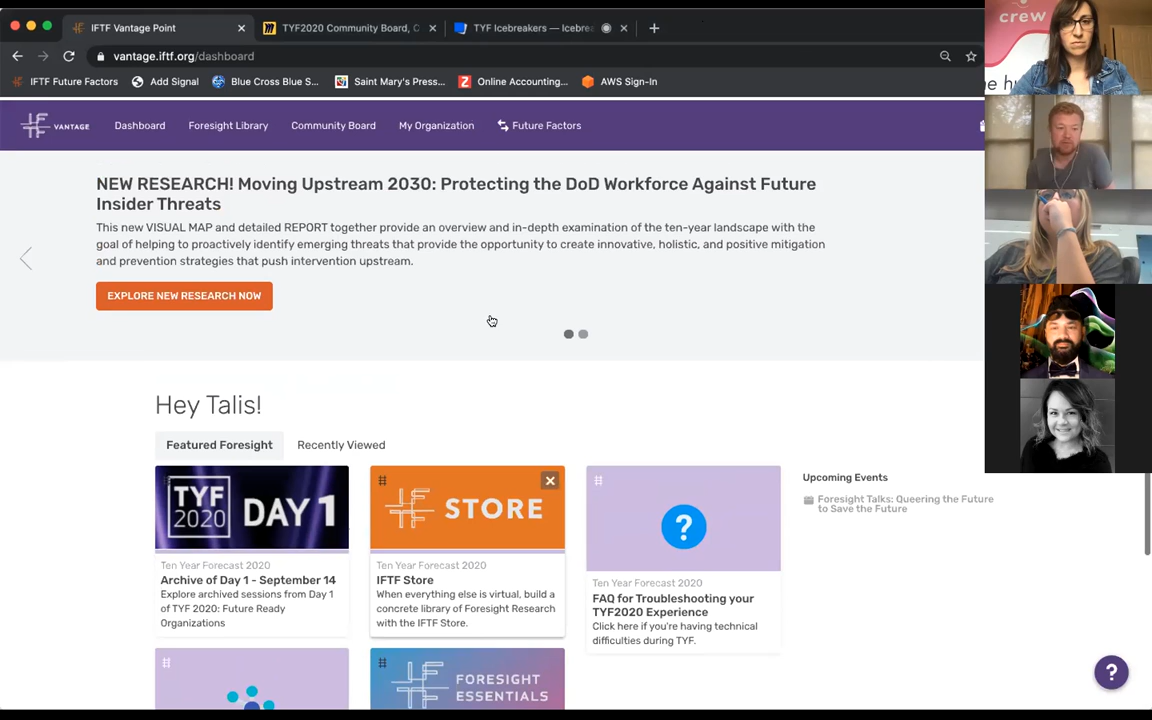 IFTF Vantage Point
TYF2020 Community Board, C
TYF Icebreakers — Icebrea
vantage.iftf.org/dashboard
IFTF Future Factors
Add Signal
Blue Cross Blue S...
Saint Mary's Press...
Online Accounting...
AWS Sign-In
crew
he hu
VANTAGE
Dashboard
Foresight Library
Community Board
My Organization
Future Factors
NEW RESEARCH! Moving Upstream 2030: Protecting the DoD Workforce Against Future
Insider Threats
This new VISUAL MAP and detailed REPORT together provide an overview and in-depth examination of the ten-year landscape with the
goal of helping to proactively identify emerging threats that provide the opportunity to create innovative, holistic, and positive mitigation
and prevention strategies that push intervention upstream.
EXPLORE NEW RESEARCH NOW
Hey Talis!
Featured Foresight
Recently Viewed
TYF
2020
DAY 1
Ten Year Forecast 2020
Archive of Day 1 - September 14
Explore archived sessions from Day 1
of TYF 2020: Future Ready
Organizations
STORE
Ten Year Forecast 2020
IFTF Store
When everything else is virtual, build a
concrete library of Foresight Research
with the IFTF Store.
?
Ten Year Forecast 2020
FAQ for Troubleshooting your
TYF2020 Experience
Click here if you're having technical
difficulties during TYF.
Upcoming Events
Foresight Talks: Queering the Future
to Save the Future
FORESIGHT
ESSENTIALS
?